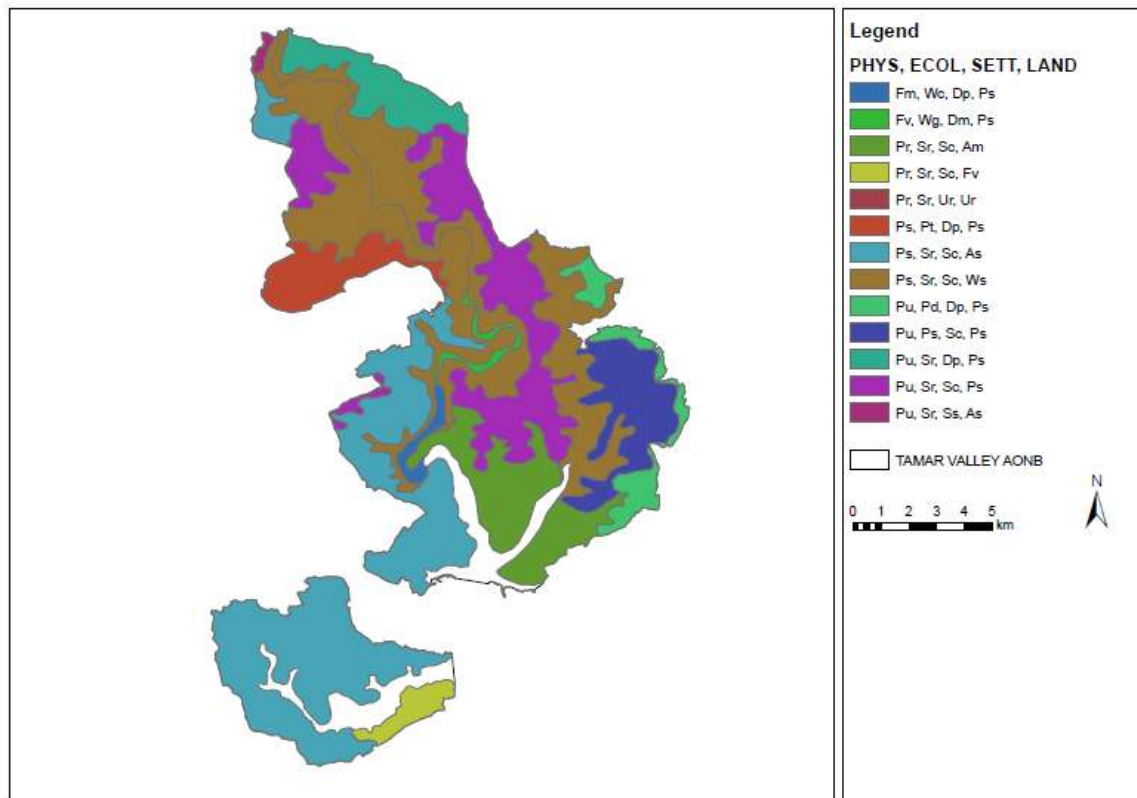 Legend
PHYS, ECOL, SETT, LAND
Fm, Wc, Dp, Ps
Fv, Wg, Dm, Ps
Pr, Sr, Sc, Am
Pr, Sr, Sc, Fv
Pr, Sr, Ur, Ur
Ps, Pt, Dp, Ps
Ps, Sr, Sc, As
Ps, Sr, Sc, Ws
Pu, Pd, Dp, Ps
Pu, Ps, Sc, Ps
Pu, Sr, Dp, Ps
Pu, Sr, Sc, Ps
Pu, Sr, Ss, As
TAMAR VALLEY AONB
N
0 1 2 3 4 5
km